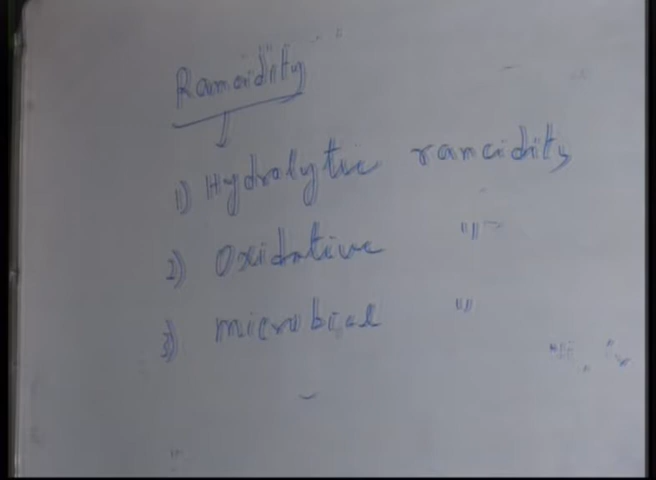 Rancidity
1) Hydrolytic rancidity
2) Oxidative "
3) microbial "